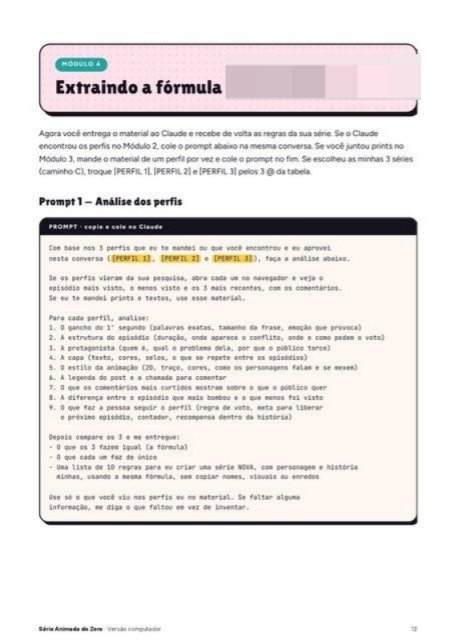 MÓDULO 4
Extraindo a fórmula
Agora você entrega o material ao Claude e recebe de volta as regras da sua série. Se o Claude
encontrou os perfis no Módulo 2, cole o prompt abaixo na mesma conversa. Se você juntou prints no
Módulo 3, mande o material de um perfil por vez e cole o prompt no fim. Se escolheu as minhas 3 séries
(caminho C), troque [PERFIL 1], [PERFIL 2] e [PERFIL 3] pelos 3 @ da tabela.
Prompt 1 — Análise dos perfis
PROMPT · copie e cole no Claude
Com base nos 3 perfis que eu te mandei ou que você encontrou e eu aprovei
nesta conversa ([PERFIL 1], [PERFIL 2] e [PERFIL 3]), faça a análise abaixo.
Se os perfis vieram da sua pesquisa, abra cada um no navegador e veja o
episódio mais visto, o menos visto e os 3 mais recentes, com os comentários.
Se eu te mandei prints e textos, use esse material.
Para cada perfil, analise:
1. O gancho do 1º segundo (palavras exatas, tamanho da frase, emoção que provoca)
2. A estrutura do episódio (duração, onde aparece o conflito, onde e como pedem o voto)
3. A protagonista (quem é, qual o problema dela, por que o público torce)
4. A capa (texto, cores, selos, o que se repete entre os episódios)
5. O estilo da animação (2D, traço, cores, como os personagens falam e se mexem)
6. A legenda do post e a chamada para comentar
7. O que os comentários mais curtidos mostram sobre o que o público quer
8. A diferença entre o episódio que mais bombou e o que menos foi visto
9. O que faz a pessoa seguir o perfil (regra de voto, meta para liberar
o próximo episódio, contador, recompensa dentro da história)
Depois compare os 3 e me entregue:
- O que os 3 fazem igual (a fórmula)
- O que cada um faz de único
- Uma lista de 10 regras para eu criar uma série NOVA, com personagem e história
minhas, usando a mesma fórmula, sem copiar nomes, visuais ou enredos
Use só o que você viu nos perfis ou no material. Se faltar alguma
informação, me diga o que faltou em vez de inventar.
Série Animada do Zero · Versão computador
12